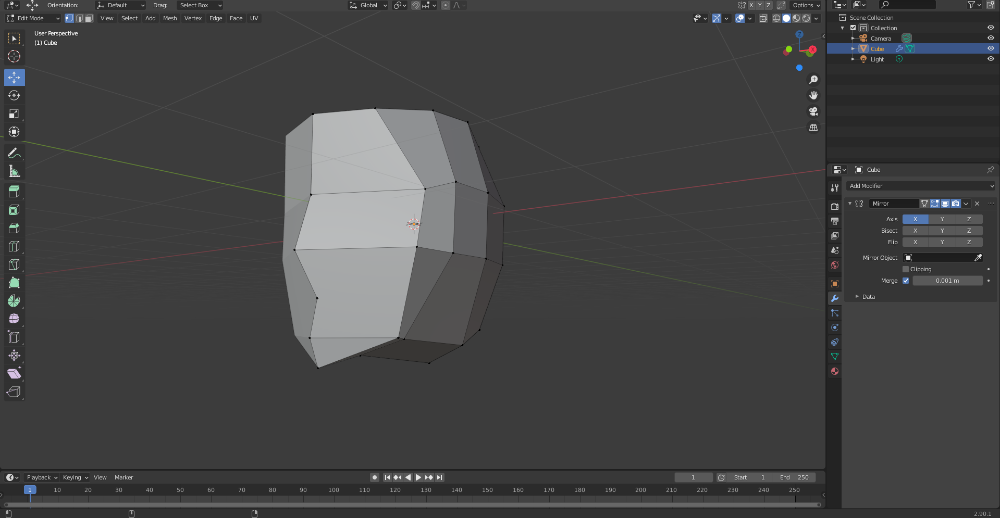 Orientation: Default Drag: Select Box Global X Y Z Options
Edit Mode View Select Add Mesh Vertex Edge Face UV
User Perspective
(1) Cube
Z
X
Scene Collection
Collection
Camera
Cube
Light
Cube
Add Modifier
Mirror
Axis X Y Z
Bisect X Y Z
Flip X Y Z
Mirror Object
Clipping
Merge 0.001 m
Data
Playback Keying View Marker 1 Start 1 End 250
1 10 20 30 40 50 60 70 80 90 100 110 120 130 140 150 160 170 180 190 200 210 220 230 240 250
2.90.1